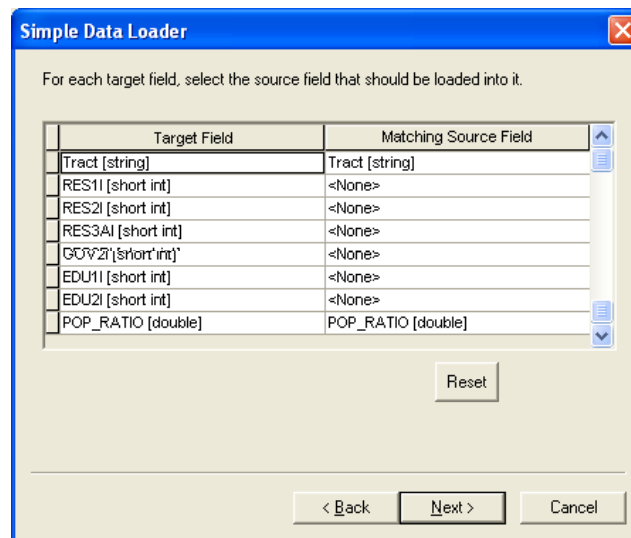 Simple Data Loader
For each target field, select the source field that should be loaded into it.
Target Field Matching Source Field
Tract [string] Tract [string]
RES1I [short int] <None>
RES2I [short int] <None>
RES3AI [short int] <None>
[short int] <None>
EDU1I [short int] <None>
EDU2I [short int] <None>
POP_RATIO [double] POP_RATIO [double]
Reset
< Back Next > Cancel